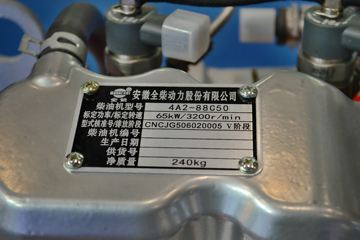 安徽全柴动力股份有限公司
柴油机型号 4A2-88C50
标定功率/标定转速 65kW/3200r/min
型式核准号/排放阶段 CNCJG506020005 V阶段
柴油机编号
生产日期
供货号
净质量 240kg